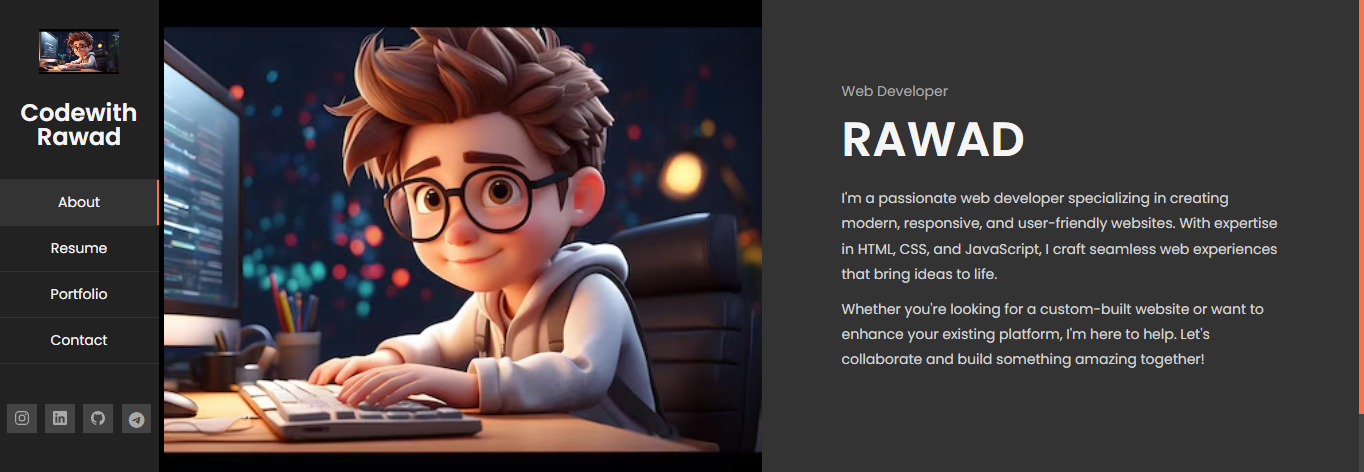 Codewith
Rawad
About
Resume
Portfolio
Contact
Web Developer
RAWAD
I'm a passionate web developer specializing in creating
modern, responsive, and user-friendly websites. With expertise
in HTML, CSS, and JavaScript, I craft seamless web experiences
that bring ideas to life.
Whether you're looking for a custom-built website or want to
enhance your existing platform, I'm here to help. Let's
collaborate and build something amazing together!